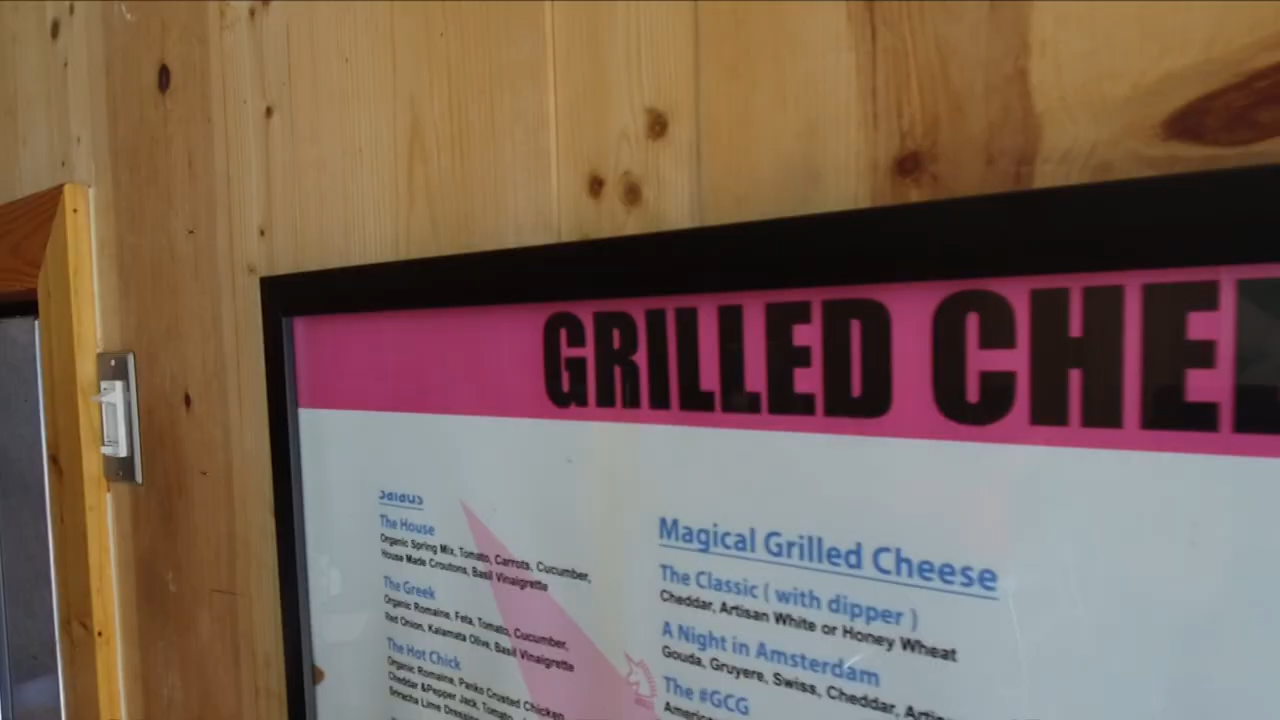 GRILLED CHEE
Salads
The House
Organic Spring Mix, Tomato, Carrots, Cucumber,
House Made Croutons, Basil Vinaigrette
The Greek
Organic Romaine, Feta, Tomato, Cucumber,
Red Onion, Kalamata Olive, Basil Vinaigrette
The Hot Chick
Organic Romaine, Panko Crusted Chicken
Cheddar &Pepper Jack, Tomato,
Sriracha Lime Dressing
Magical Grilled Cheese
The Classic ( with dipper )
Cheddar, Artisan White or Honey Wheat
A Night in Amsterdam
Gouda, Gruyere, Swiss, Cheddar,
The #GCG